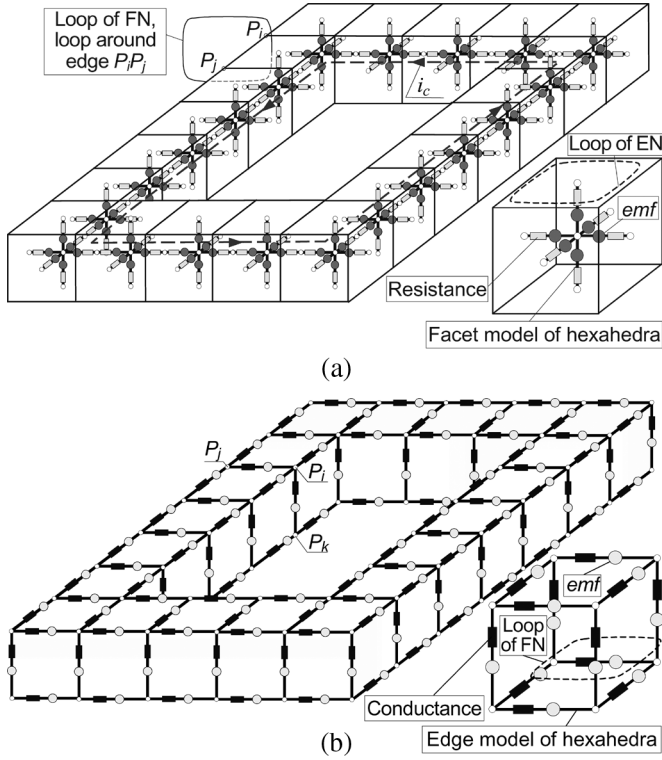 Loop of FN,
loop around
edge PiPj
Pi
Pj
ic
Loop of EN
emf
Resistance
Facet model of hexahedra
(a)
Pj
Pi
Pk
emf
Loop
of FN
Conductance
Edge model of hexahedra
(b)